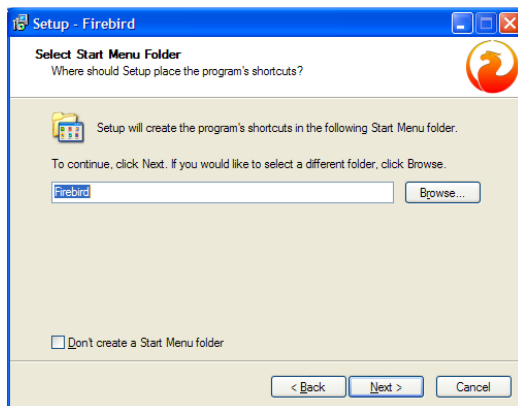 Setup - Firebird
Select Start Menu Folder
Where should Setup place the program's shortcuts?
Setup will create the program's shortcuts in the following Start Menu folder.
To continue, click Next. If you would like to select a different folder, click Browse.
Firebird
Browse...
Don't create a Start Menu folder
< Back
Next >
Cancel